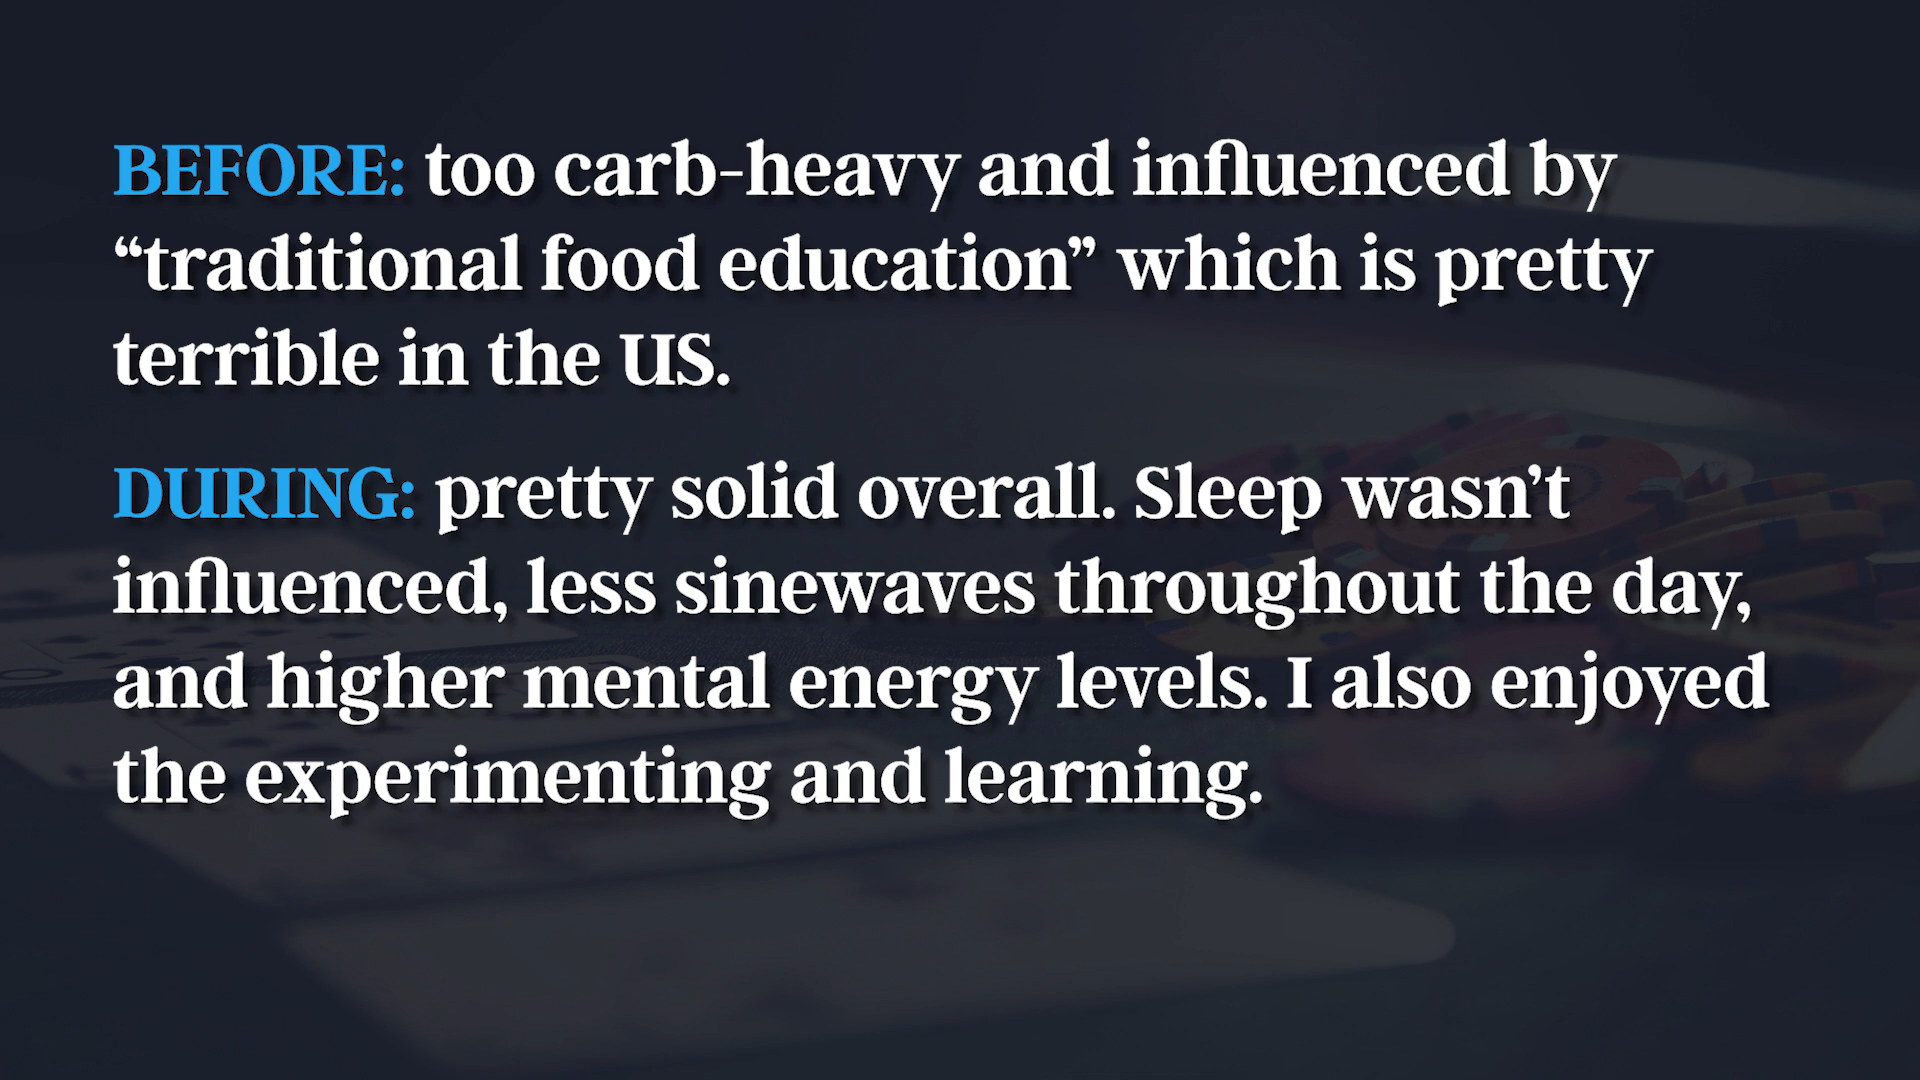 BEFORE: too carb-heavy and influenced by
“traditional food education” which is pretty
terrible in the US.
DURING: pretty solid overall. Sleep wasn’t
influenced, less sinewaves throughout the day,
and higher mental energy levels. I also enjoyed
the experimenting and learning.